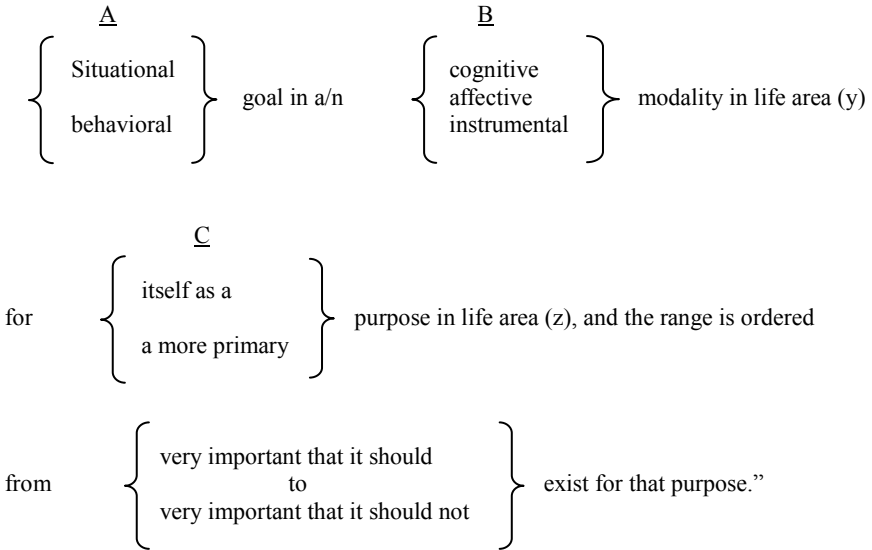 A B
Situational cognitive
goal in a/n affective modality in life area (y)
behavioral instrumental
C
itself as a
for purpose in life area (z), and the range is ordered
a more primary
very important that it should
from to exist for that purpose.”
very important that it should not